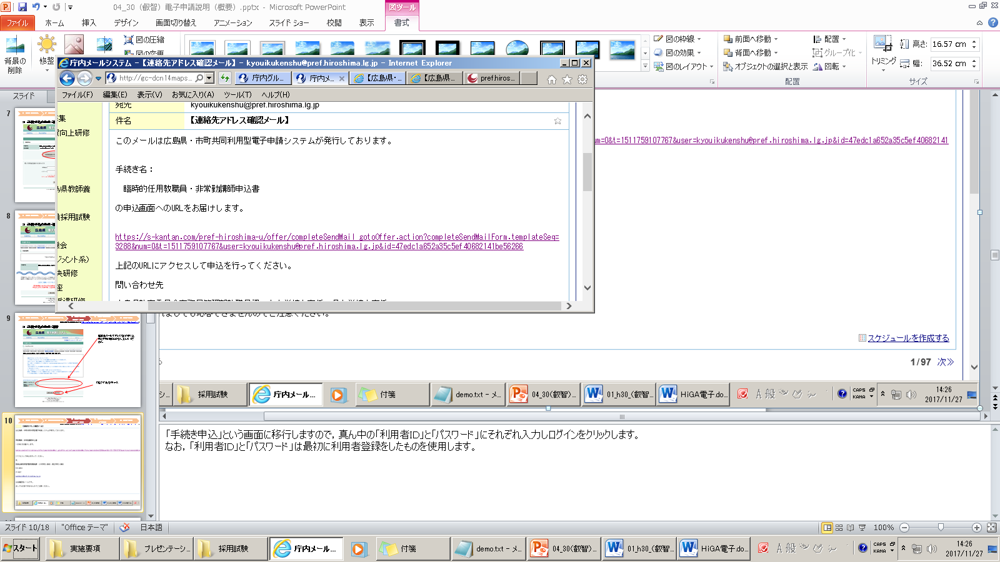 04_30（叡智）電子申請説明（概要）.pptx - Microsoft PowerPoint
図ツール
ファイル ホーム 挿入 デザイン 画面切り替え アニメーション スライド ショー 校閲 表示 書式
背景の
削除
修整
図の圧縮
図の変更
図の枠線
図の効果
図のレイアウト
前面へ移動
背面へ移動
オブジェクトの選択と表示
配置
グループ化
回転
配置
トリミング
高さ: 16.57 cm
幅: 36.52 cm
サイズ
庁内メールシステム - 【連絡先アドレス確認メール】 - kyouikukenshu@pref.hiroshima.lg.jp - Internet Explorer
http://gc-dcn14maps...
庁内グル... 庁内メ... 【広島県・... 【広島県... pref.hiros...
ファイル(F) 編集(E) 表示(V) お気に入り(A) ツール(T) ヘルプ(H)
宛先 kyouikukenshu@pref.hiroshima.lg.jp
件名 【連絡先アドレス確認メール】
このメールは広島県・市町共同利用型電子申請システムが発行しております。
手続き名：
臨時的任用教職員・非常勤講師申込書
の申込画面へのURLをお届けします。
https://s-kantan.com/pref-hiroshima-u/offer/completeSendMail_gotoOffer.action?completeSendMailForm.templateSeq=
3288&num=0&t=1511759107767&user=kyouikukenshu@pref.hiroshima.lg.jp&id=47edc1a652a35c5ef40682141be56266
上記のURLにアクセスして申込を行ってください。
問い合わせ先
集
向上研修
県教師養
採用試験
会
ジメント系）
央研修
座
スライド
7
8
9
10
um=0&t=1511759107767&user=kyouikukenshu@pref.hiroshima.lg.jp&id=47edc1a652a35c5ef40682141
スケジュールを作成する
1/97 次
採用試験 庁内メール... 付箋 demo.txt - メ... 04_30（叡智）... 01_h30_（叡智... HiGA電子.do... A 般 CAPS KANA 14:26
2017/11/27
「手続き申込」という画面に移行しますので，真ん中の「利用者ID」と「パスワード」にそれぞれ入力しログインをクリックします。
なお，「利用者ID」と「パスワード」は最初に利用者登録をしたものを使用します。
スライド 10/18 "Office テーマ" 日本語 100%
スタート 実施要項 プレゼンテーシ... 採用試験 庁内メール... 付箋 demo.txt - メ... 04_30（叡智）... 01_h30_（叡智... HiGA電子.do... A 般 CAPS KANA 14:26
2017/11/27